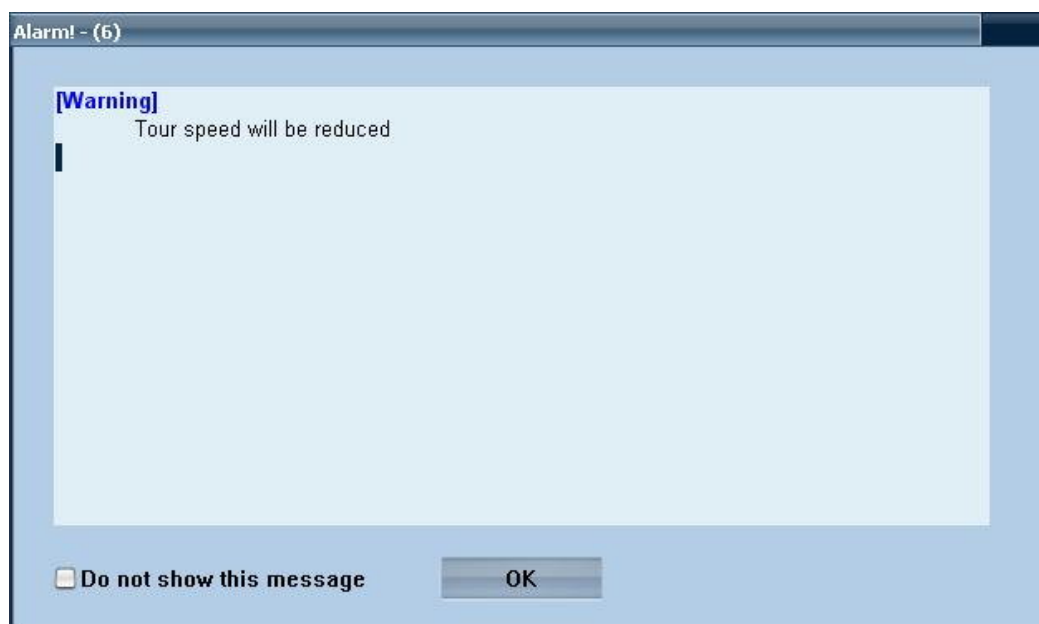 Alarm! - (6)
[Warning]
Tour speed will be reduced
Do not show this message
OK